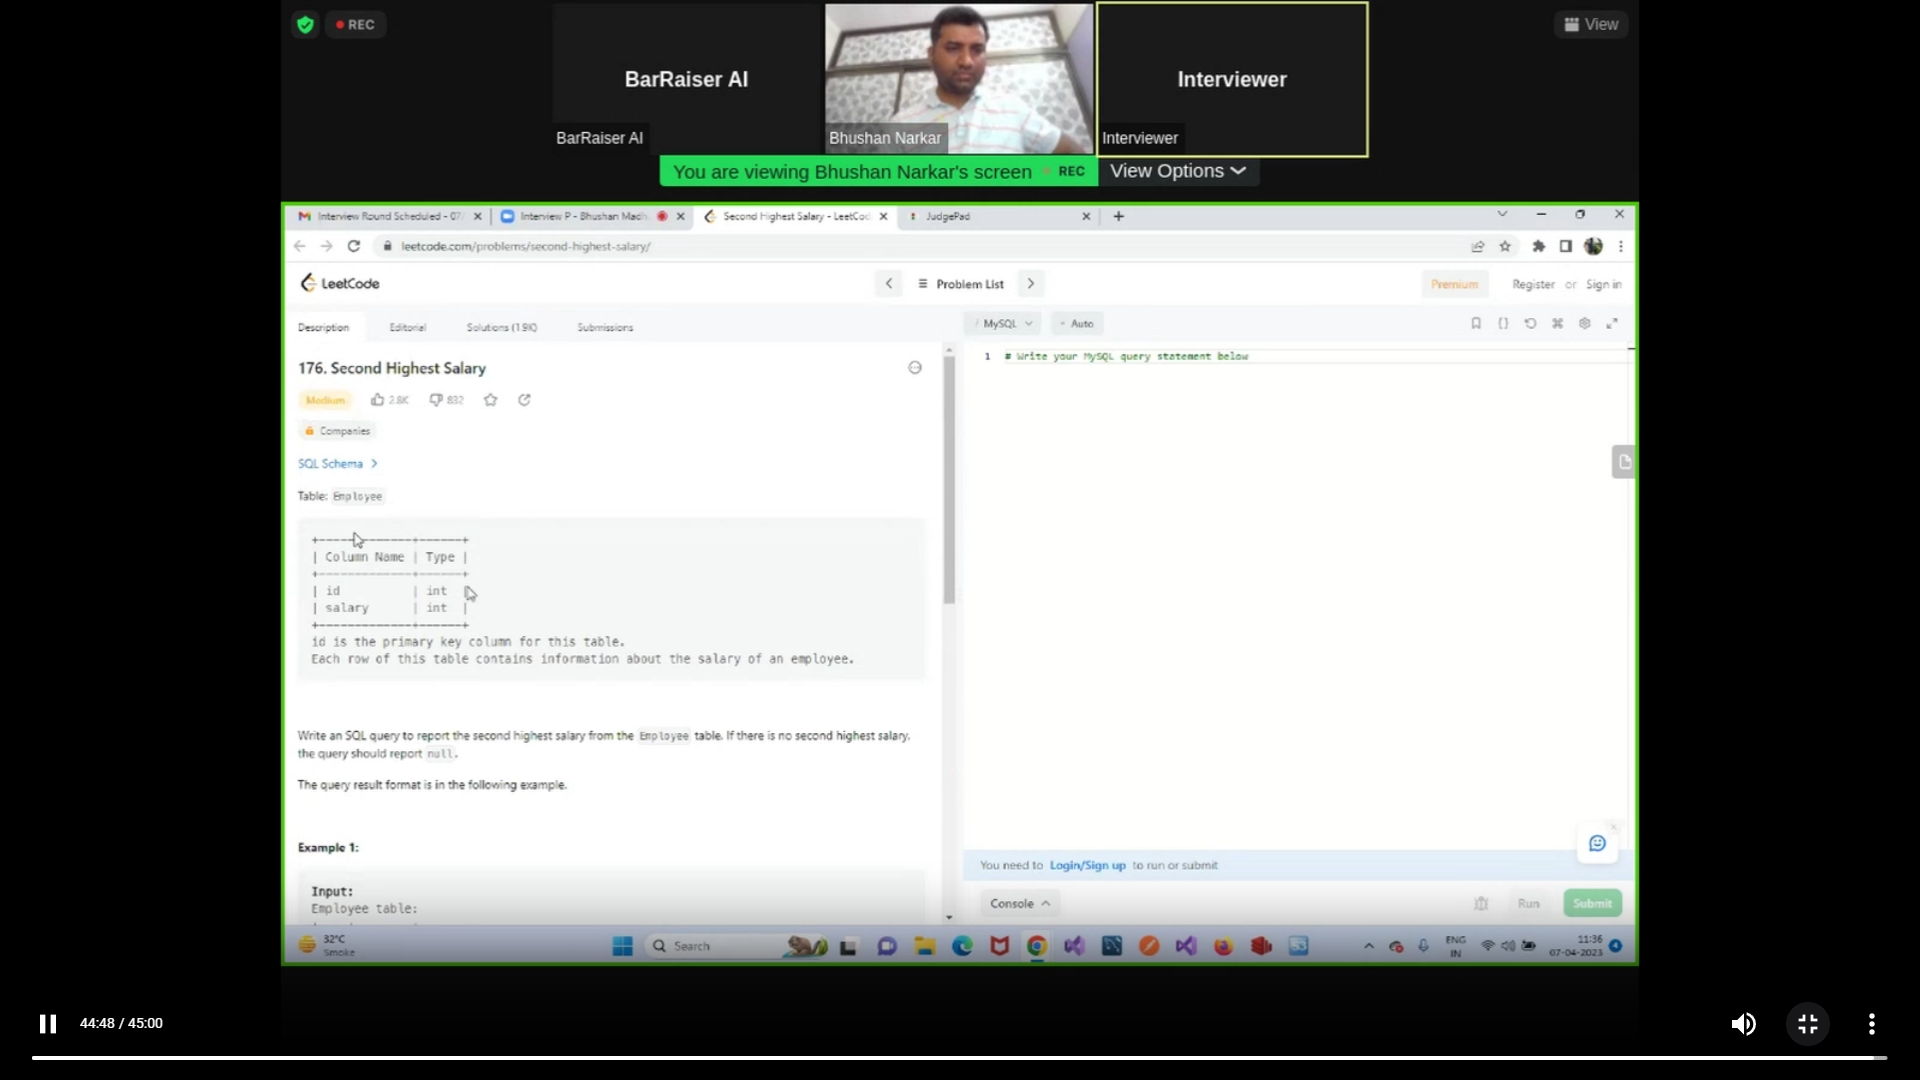 REC
View
BarRaiser AI
BarRaiser AI
Bhushan Narkar
Interviewer
Interviewer
You are viewing Bhushan Narkar's screen
REC
View Options
Interview Round Scheduled - 07/
Interview P - Bhushan Madh
Second Highest Salary - LeetCod
JudgePad
leetcode.com/problems/second-highest-salary/
LeetCode
Problem List
Premium
Register or Sign in
Description
Editorial
Solutions (1.9K)
Submissions
MySQL
Auto
176. Second Highest Salary
Medium
2.8K
832
Companies
SQL Schema >
Table: Employee
+-------------+------+
| Column Name | Type |
+-------------+------+
| id | int |
| salary | int |
+-------------+------+
id is the primary key column for this table.
Each row of this table contains information about the salary of an employee.
Write an SQL query to report the second highest salary from the Employee table. If there is no second highest salary,
the query should report null.
The query result format is in the following example.
Example 1:
Input:
Employee table:
1 # Write your MySQL query statement below
You need to Login/Sign up to run or submit
Console
Run
Submit
32°C
Smoke
Search
ENG
IN
11:36
07-04-2023
4
44:48 / 45:00